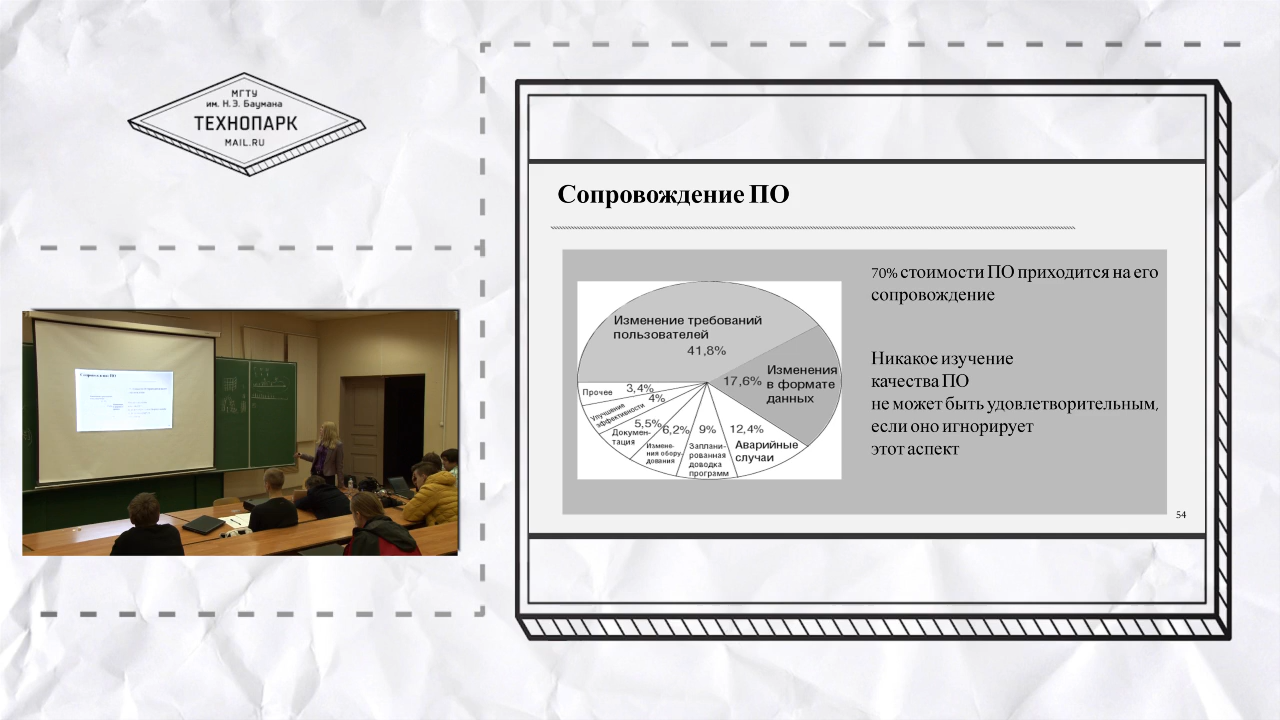 МГТУ
им. Н.Э. Баумана
ТЕХНОПАРК
MAIL.RU
Сопровождение ПО
Изменение требований
пользователей
41,8%
Изменения
в формате
данных
17,6%
Аварийные
случаи
12,4%
Заплани-
рованная
доводка
программ
9%
Измене-
ния обору-
дования
6,2%
Докумен-
тация
5,5%
Улучшение
эффективности
4%
Прочее
3,4%
70% стоимости ПО приходится на его
сопровождение
Никакое изучение
качества ПО
не может быть удовлетворительным,
если оно игнорирует
этот аспект
54
Сопровождение ПО